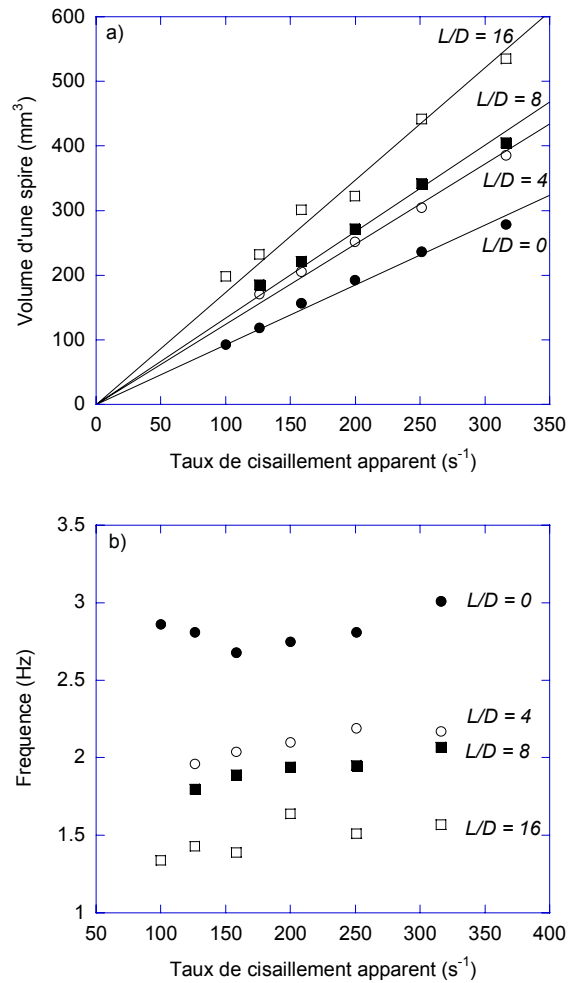 a)
600
500
400
300
200
100
0
Volume d'une spire (mm³)
L/D = 16
L/D = 8
L/D = 4
L/D = 0
0 50 100 150 200 250 300 350
Taux de cisaillement apparent (s⁻¹)
b)
3.5
3
2.5
2
1.5
1
Frequence (Hz)
L/D = 0
L/D = 4
L/D = 8
L/D = 16
50 100 150 200 250 300 350 400
Taux de cisaillement apparent (s⁻¹)